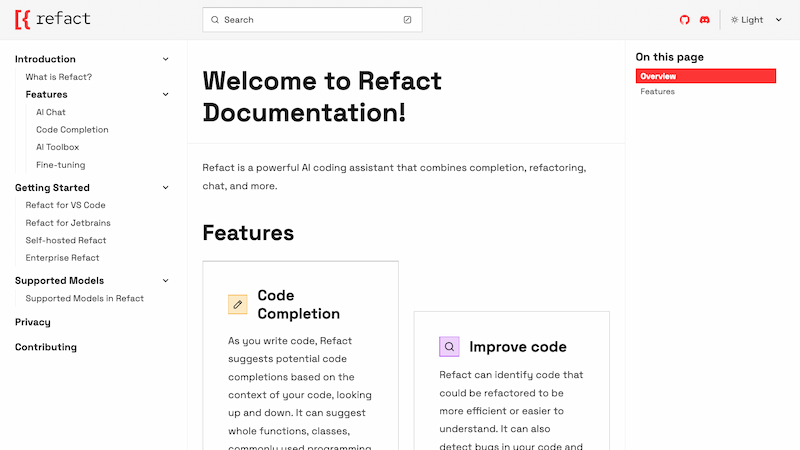 [{ refact
Search
Light
Introduction
What is Refact?
Features
AI Chat
Code Completion
AI Toolbox
Fine-tuning
Getting Started
Refact for VS Code
Refact for Jetbrains
Self-hosted Refact
Enterprise Refact
Supported Models
Supported Models in Refact
Privacy
Contributing
Welcome to Refact
Documentation!
Refact is a powerful AI coding assistant that combines completion, refactoring,
chat, and more.
Features
Code
Completion
As you write code, Refact
suggests potential code
completions based on the
context of your code, looking
up and down. It can suggest
whole functions, classes,
commonly used programming
Improve code
Refact can identify code that
could be refactored to be
more efficient or easier to
understand. It can also
detect bugs in your code and
On this page
Overview
Features